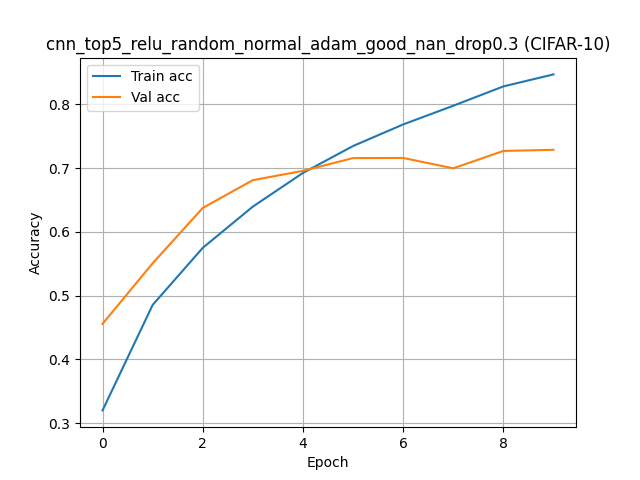 cnn_top5_relu_random_normal_adam_good_nan_drop0.3 (CIFAR-10)
Train acc
Val acc
Accuracy
0.8
0.7
0.6
0.5
0.4
0.3
0 2 4 6 8
Epoch